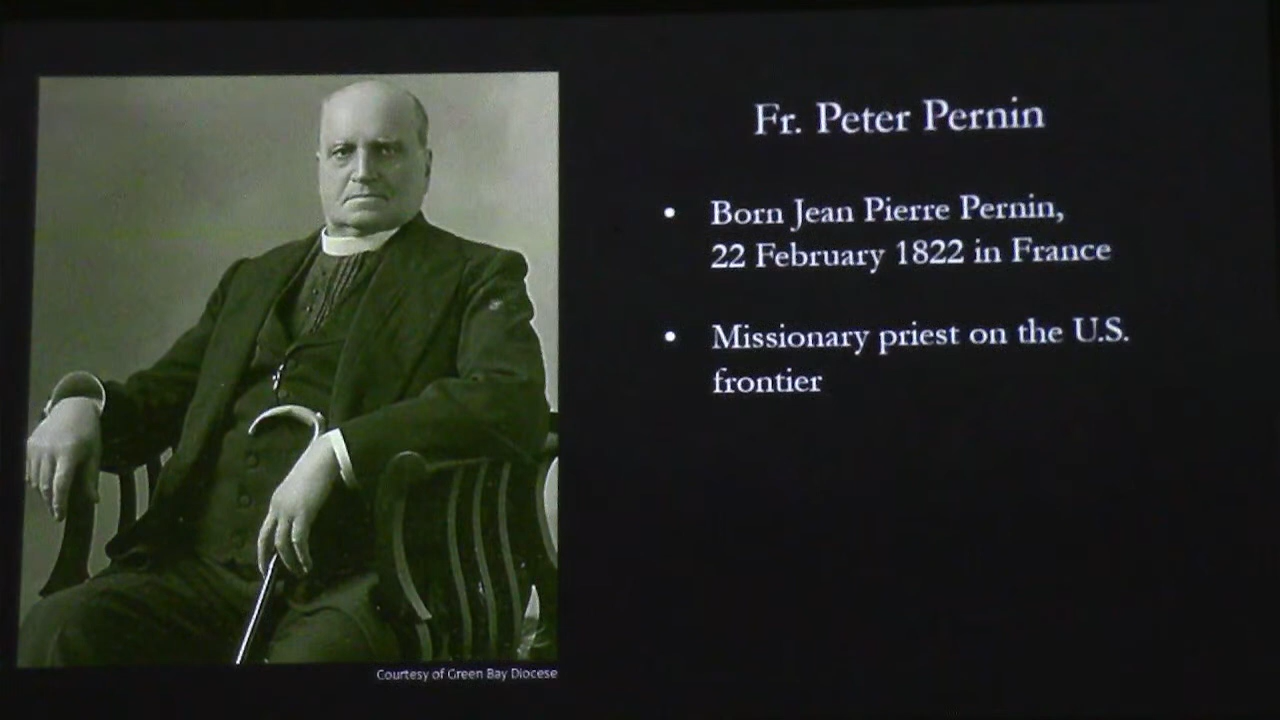 Fr. Peter Pernin
• Born Jean Pierre Pernin,
22 February 1822 in France
• Missionary priest on the U.S.
frontier
Courtesy of Green Bay Diocese